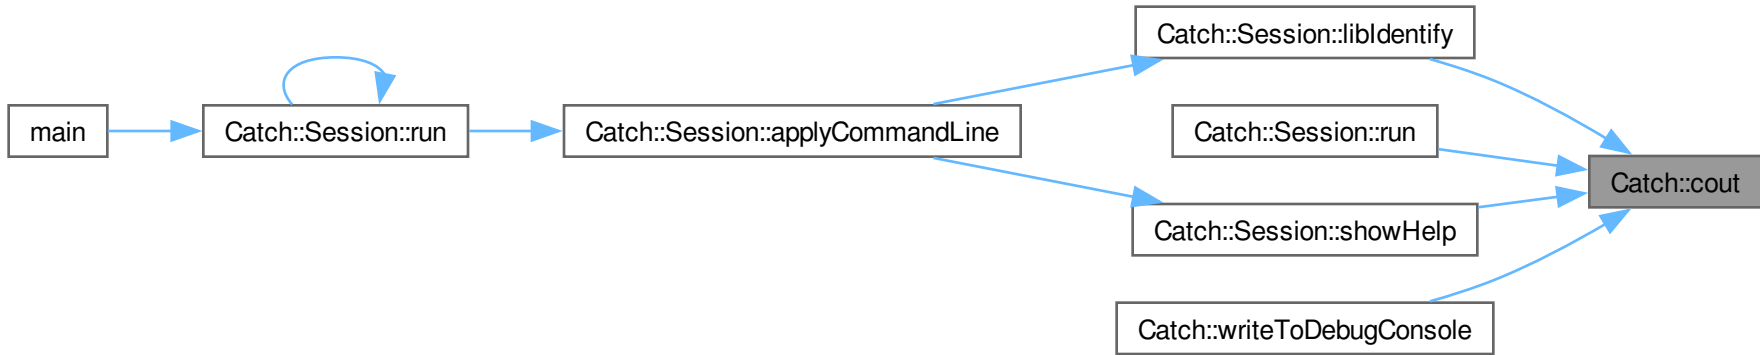 main
Catch::Session::run
Catch::Session::applyCommandLine
Catch::Session::libIdentify
Catch::Session::run
Catch::Session::showHelp
Catch::writeToDebugConsole
Catch::cout